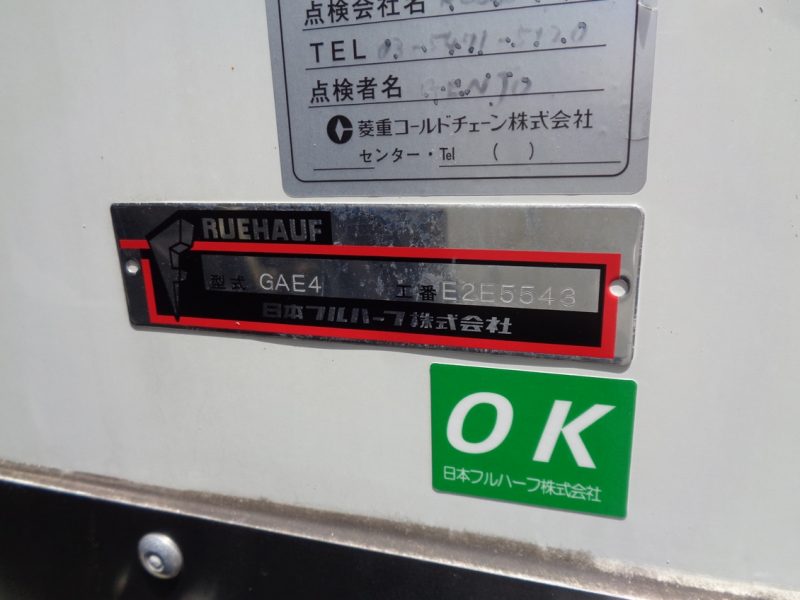 点検会社名
TEL 03-5471-5120
点検者名
菱重コールドチェーン株式会社
センター・Tel ( )
RUEHAUF
型式 GAE4 工番 E2E5543
日本フルハーフ株式会社
OK
日本フルハーフ株式会社